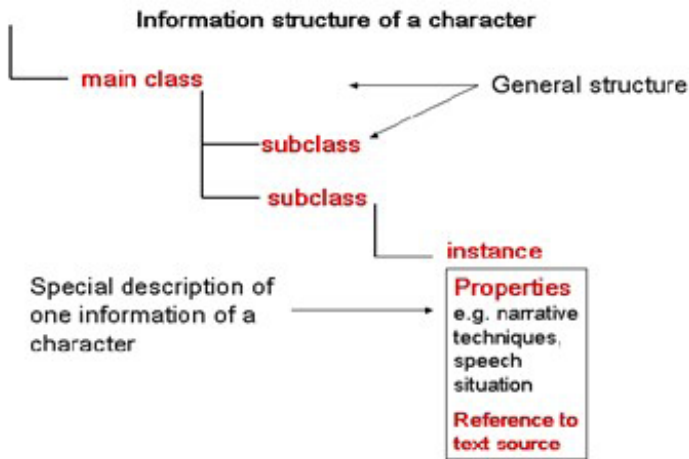 Information structure of a character
main class
General structure
subclass
subclass
instance
Special description of
one information of a
character
Properties
e.g. narrative
techniques,
speech
situation
Reference to
text source